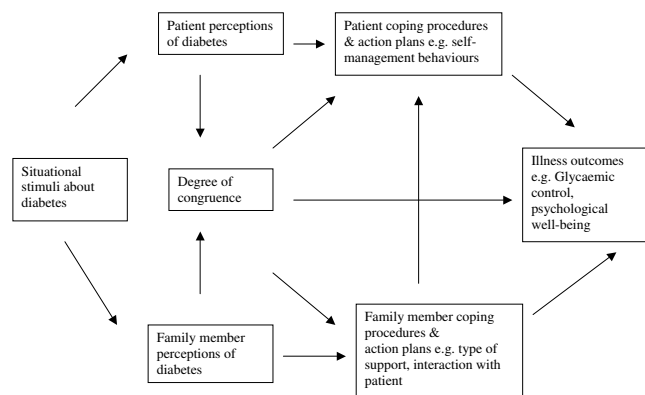 Patient perceptions
of diabetes
Patient coping procedures
& action plans e.g. self-
management behaviours
Situational
stimuli about
diabetes
Degree of
congruence
Illness outcomes
e.g. Glycaemic
control,
psychological
well-being
Family member
perceptions of
diabetes
Family member coping
procedures &
action plans e.g. type of
support, interaction with
patient